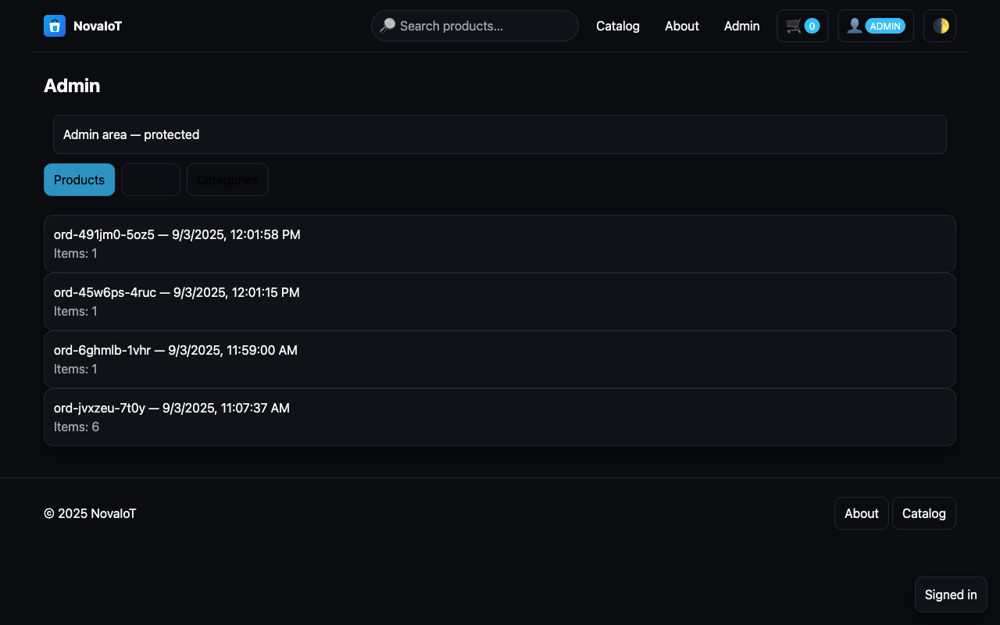 NovaIoT
Search products...
Catalog
About
Admin
0
ADMIN
Admin
Admin area — protected
Products
Categories
ord-491jm0-5oz5 — 9/3/2025, 12:01:58 PM
Items: 1
ord-45w6ps-4ruc — 9/3/2025, 12:01:15 PM
Items: 1
ord-6ghmlb-1vhr — 9/3/2025, 11:59:00 AM
Items: 1
ord-jvxzeu-7t0y — 9/3/2025, 11:07:37 AM
Items: 6
© 2025 NovaIoT
About
Catalog
Signed in